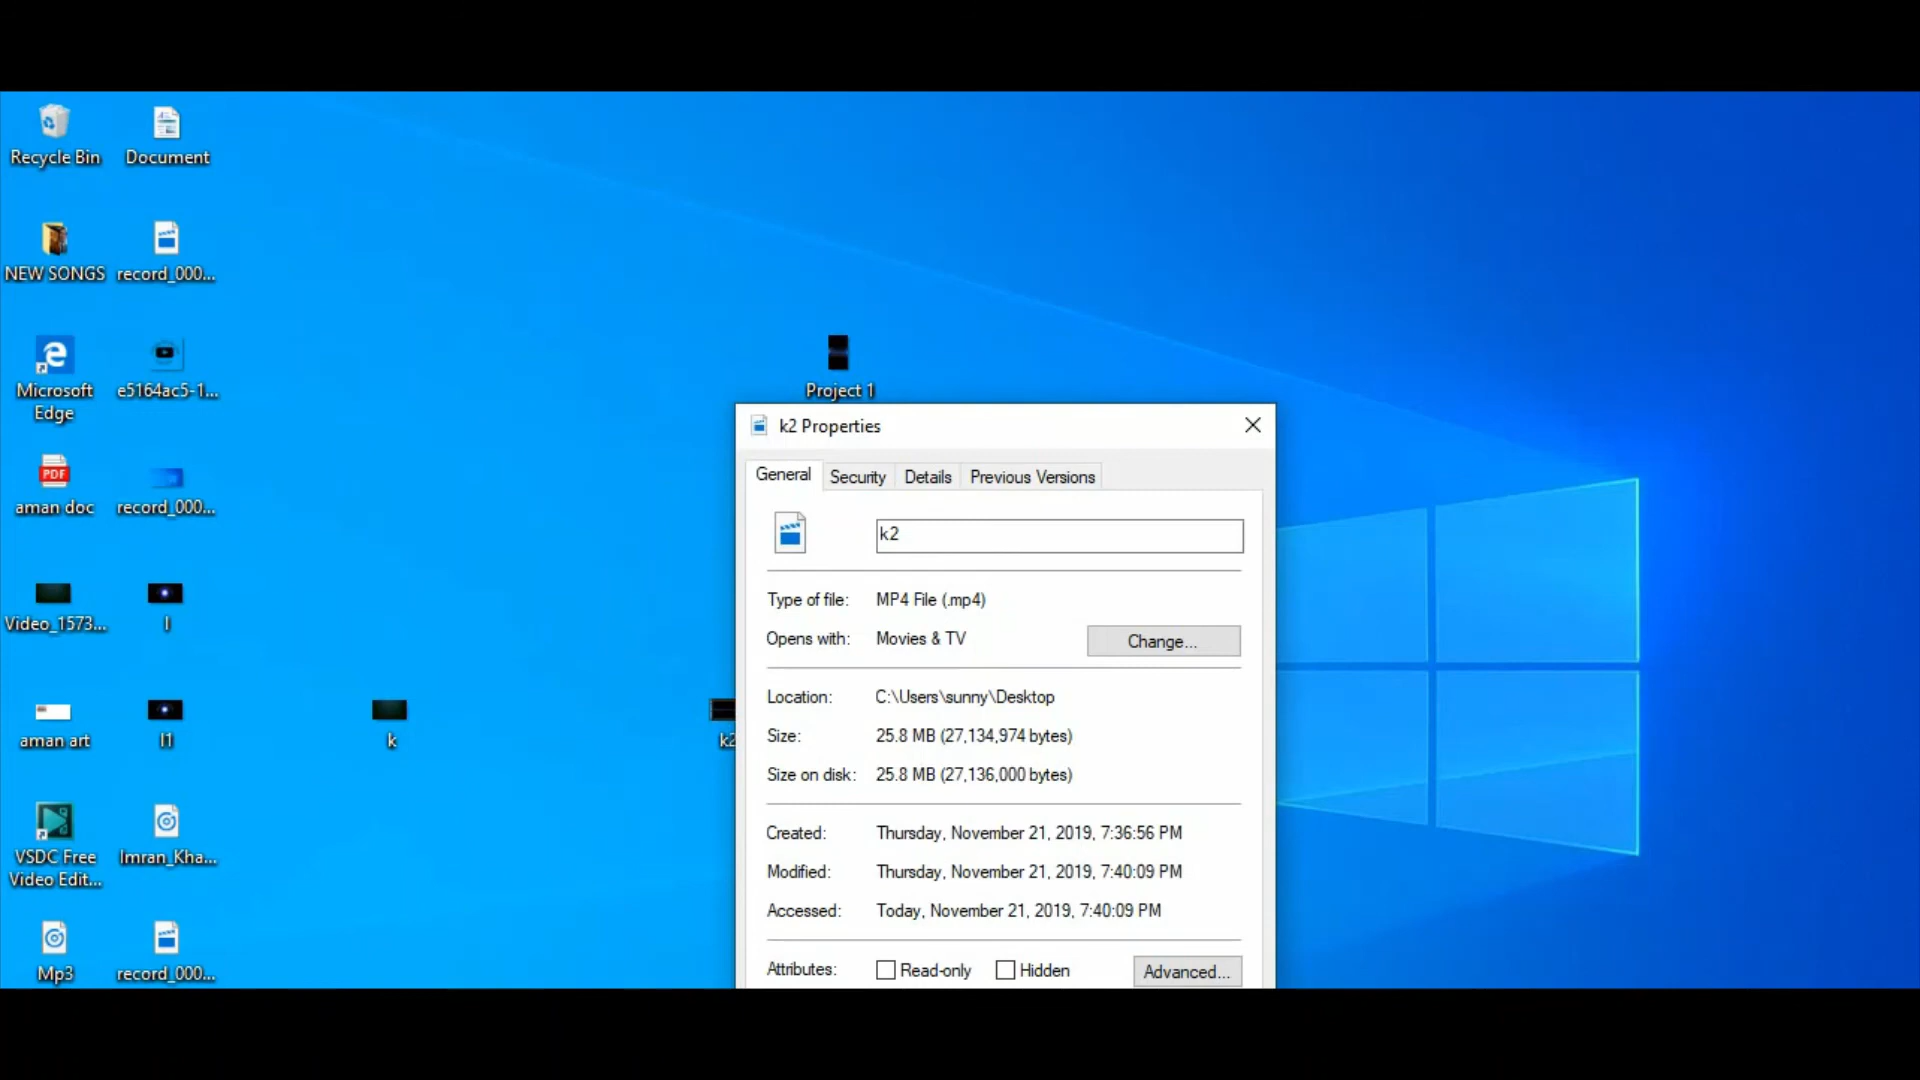 Recycle Bin
Document
NEW SONGS
record_000...
Microsoft
Edge
e5164ac5-1...
Project 1
aman doc
record_000...
Video_1573...
l
aman art
l1
k
k2
VSDC Free
Video Edit...
Imran_Kha...
Mp3
record_000...
PDF
k2 Properties
General
Security
Details
Previous Versions
k2
Type of file: MP4 File (.mp4)
Opens with: Movies & TV
Change...
Location: C:\Users\sunny\Desktop
Size: 25.8 MB (27,134,974 bytes)
Size on disk: 25.8 MB (27,136,000 bytes)
Created: Thursday, November 21, 2019, 7:36:56 PM
Modified: Thursday, November 21, 2019, 7:40:09 PM
Accessed: Today, November 21, 2019, 7:40:09 PM
Attributes: Read-only Hidden
Advanced...